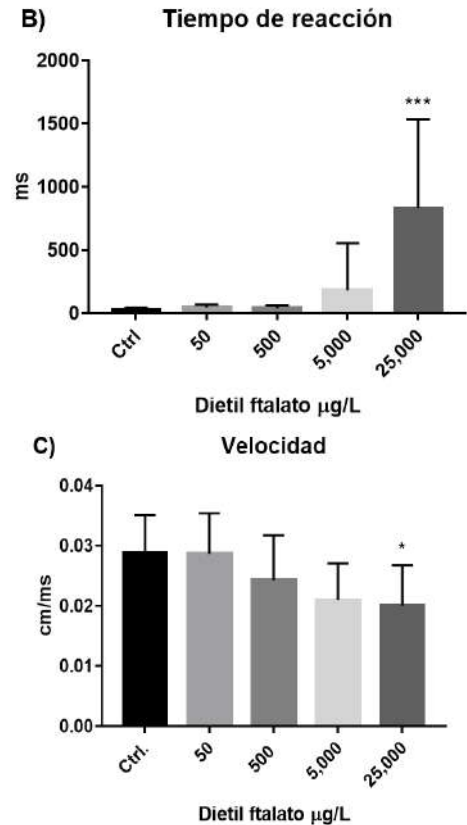 B) Tiempo de reacción
2000
1500
1000
500
0
ms
***
Ctrl 50 500 5,000 25,000
Dietil ftalato μg/L
C) Velocidad
0.04
0.03
0.02
0.01
0.00
cm/ms
*
Ctrl. 50 500 5,000 25,000
Dietil ftalato μg/L